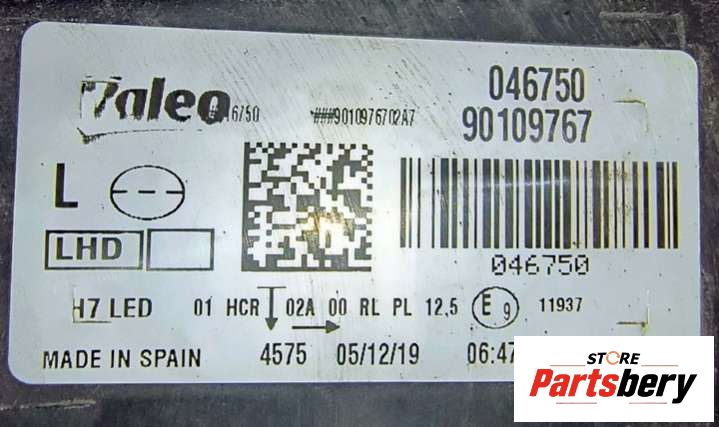 Valeo
#046750 ###9010976702A7
046750
90109767
L
LHD
046750
H7 LED 01 HCR 02A 00 RL PL 12,5 E 9 11937
MADE IN SPAIN 4575 05/12/19 06:47
STORE
Partsbery